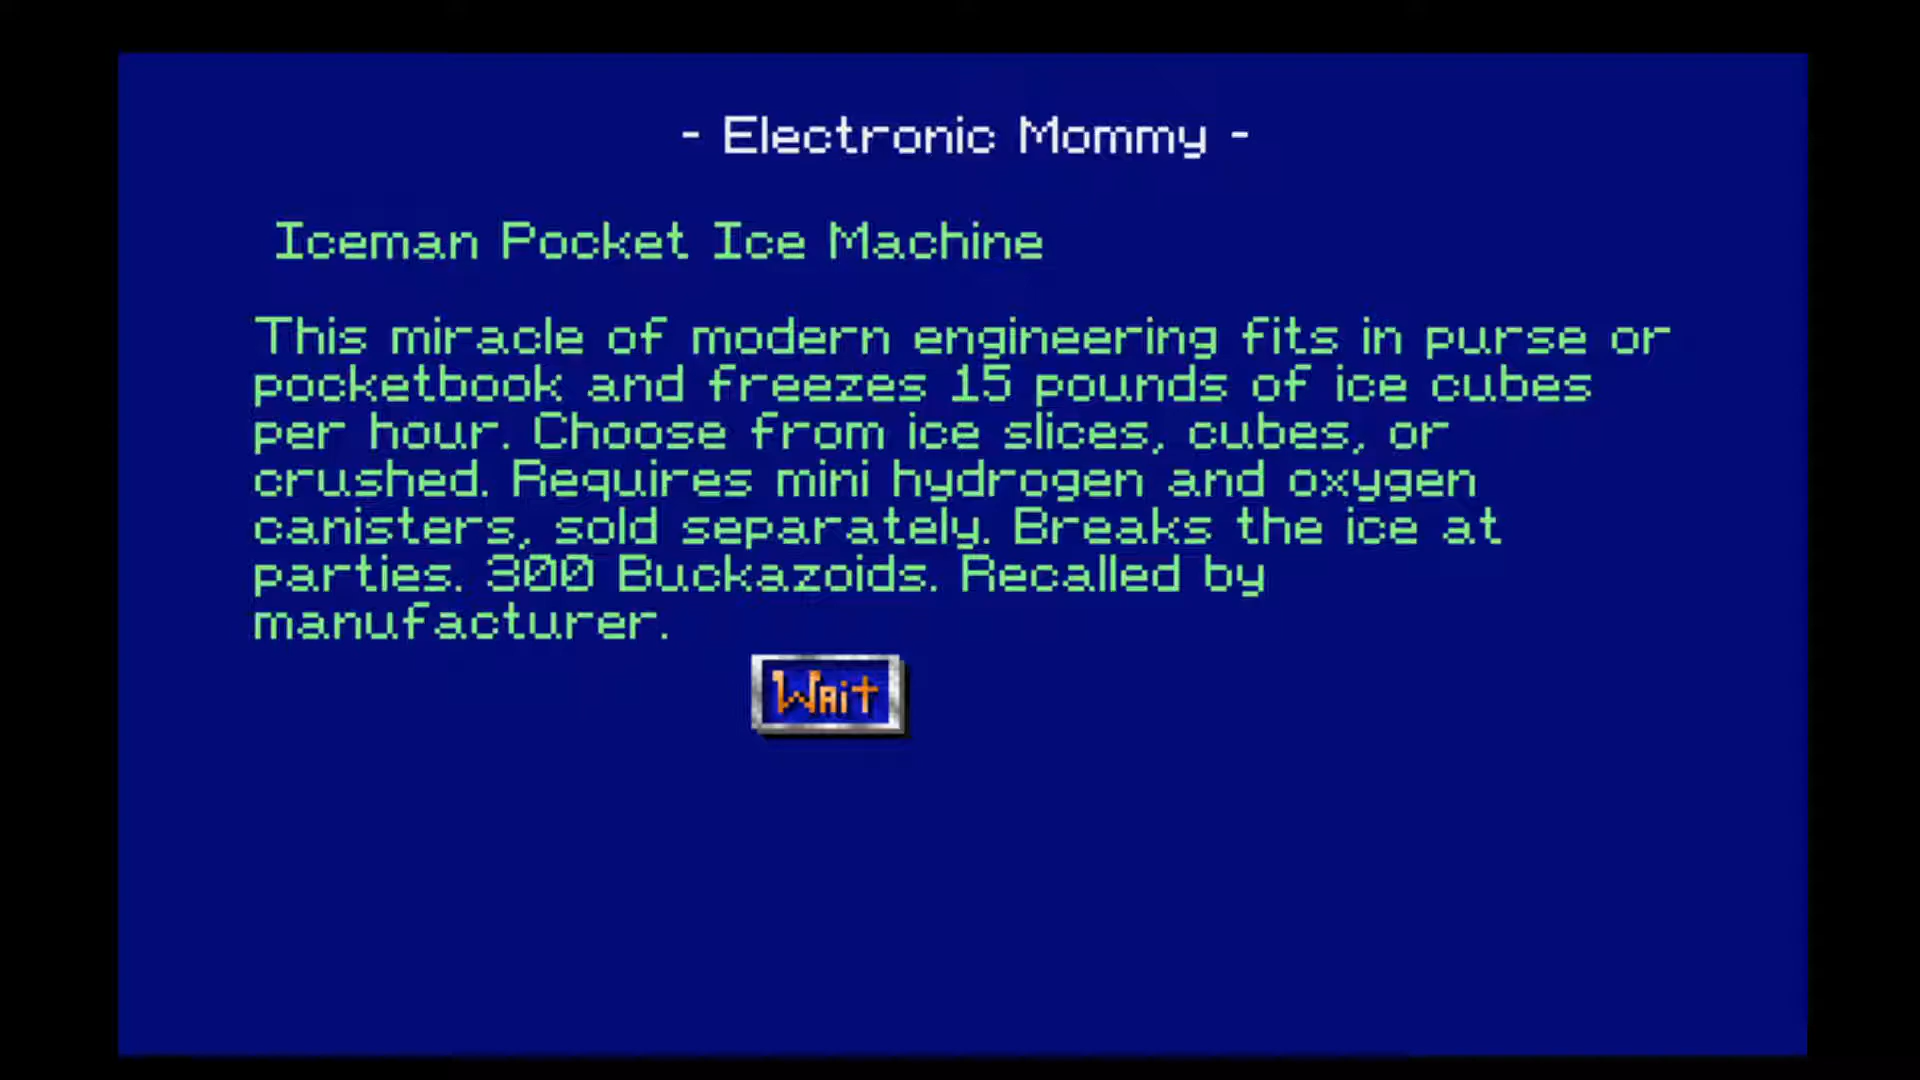 - Electronic Mommy -
Iceman Pocket Ice Machine
This miracle of modern engineering fits in purse or
pocketbook and freezes 15 pounds of ice cubes
per hour. Choose from ice slices, cubes, or
crushed. Requires mini hydrogen and oxygen
canisters, sold separately. Breaks the ice at
parties. 300 Buckazoids. Recalled by
manufacturer.
Wait